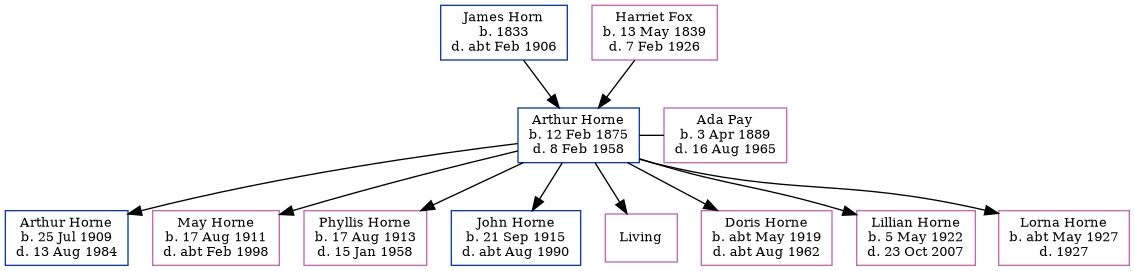 James Horn
b. 1833
d. abt Feb 1906
Harriet Fox
b. 13 May 1839
d. 7 Feb 1926
Arthur Horne
b. 12 Feb 1875
d. 8 Feb 1958
Ada Pay
b. 3 Apr 1889
d. 16 Aug 1965
Arthur Horne
b. 25 Jul 1909
d. 13 Aug 1984
May Horne
b. 17 Aug 1911
d. abt Feb 1998
Phyllis Horne
b. 17 Aug 1913
d. 15 Jan 1958
John Horne
b. 21 Sep 1915
d. abt Aug 1990
Living
Doris Horne
b. abt May 1919
d. abt Aug 1962
Lillian Horne
b. 5 May 1922
d. 23 Oct 2007
Lorna Horne
b. abt May 1927
d. 1927